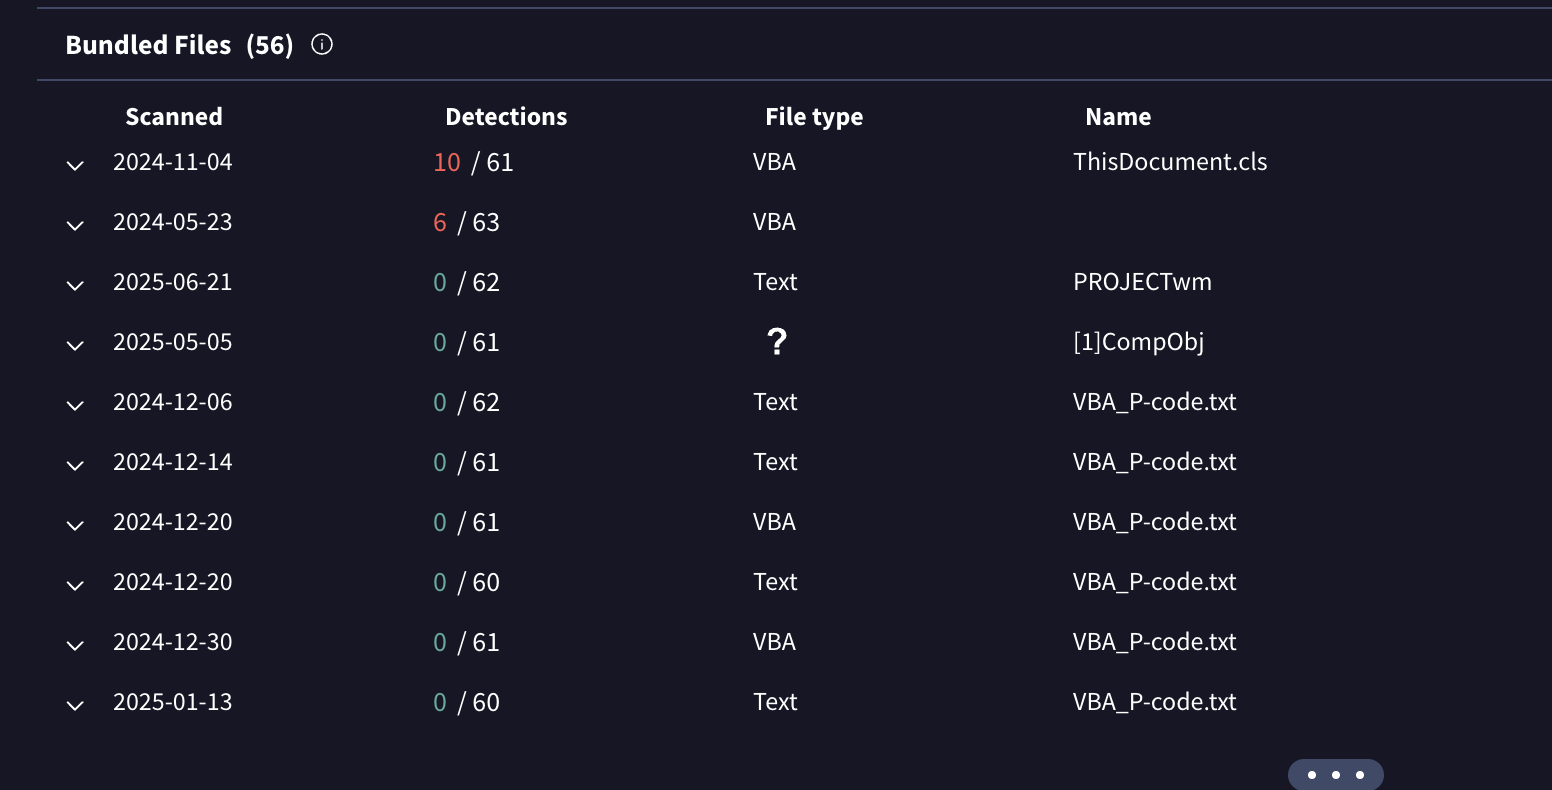 Bundled Files (56)
Scanned Detections File type Name
2024-11-04 10 / 61 VBA ThisDocument.cls
2024-05-23 6 / 63 VBA
2025-06-21 0 / 62 Text PROJECTwm
2025-05-05 0 / 61 ? [1]CompObj
2024-12-06 0 / 62 Text VBA_P-code.txt
2024-12-14 0 / 61 Text VBA_P-code.txt
2024-12-20 0 / 61 VBA VBA_P-code.txt
2024-12-20 0 / 60 Text VBA_P-code.txt
2024-12-30 0 / 61 VBA VBA_P-code.txt
2025-01-13 0 / 60 Text VBA_P-code.txt